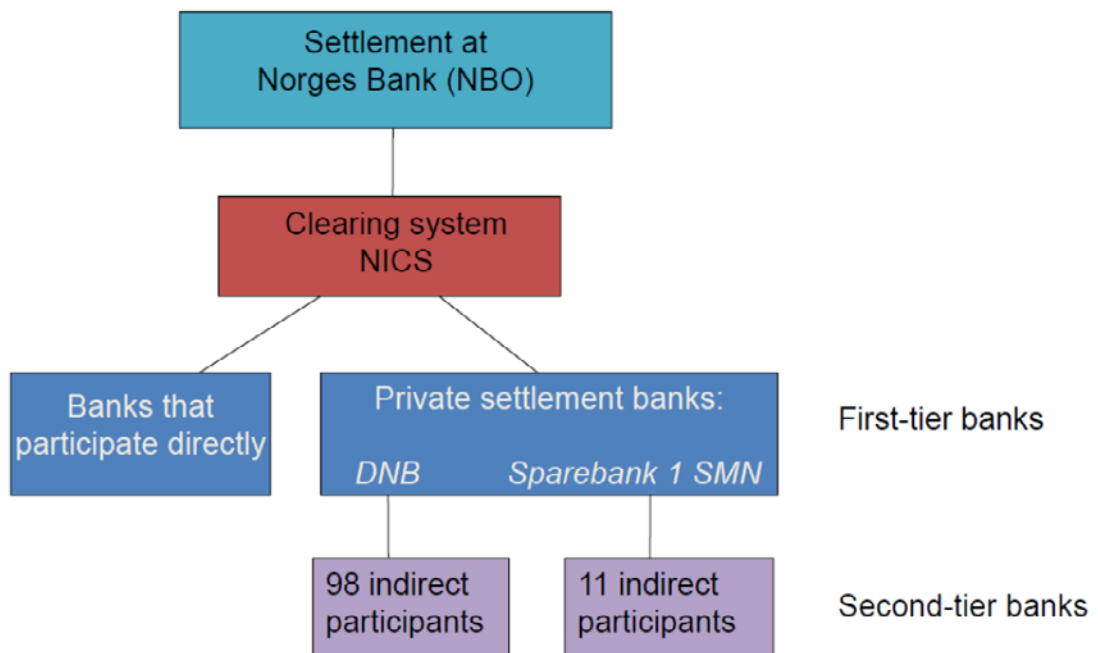 Settlement at
Norges Bank (NBO)
Clearing system
NICS
Banks that
participate directly
Private settlement banks:
DNB
Sparebank 1 SMN
First-tier banks
98 indirect
participants
11 indirect
participants
Second-tier banks